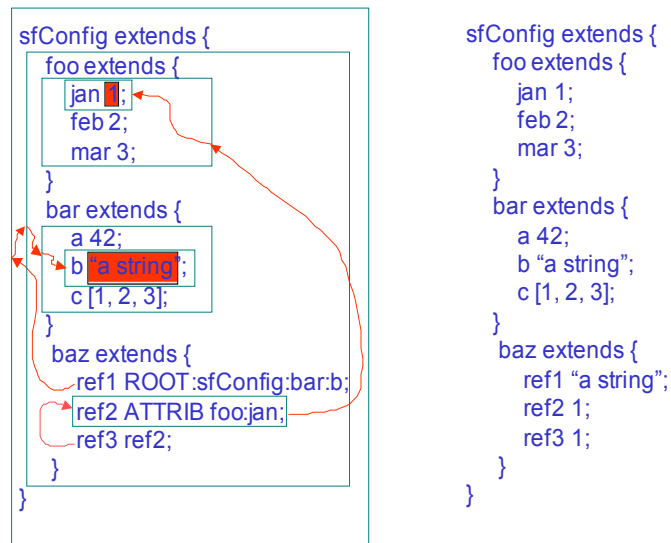 sfConfig extends {
foo extends {
jan 1;
feb 2;
mar 3;
}
bar extends {
a 42;
b “a string”;
c [1, 2, 3];
}
baz extends {
ref1 ROOT:sfConfig:bar:b;
ref2 ATTRIB foo:jan;
ref3 ref2;
}
}
sfConfig extends {
foo extends {
jan 1;
feb 2;
mar 3;
}
bar extends {
a 42;
b “a string”;
c [1, 2, 3];
}
baz extends {
ref1 “a string”;
ref2 1;
ref3 1;
}
}